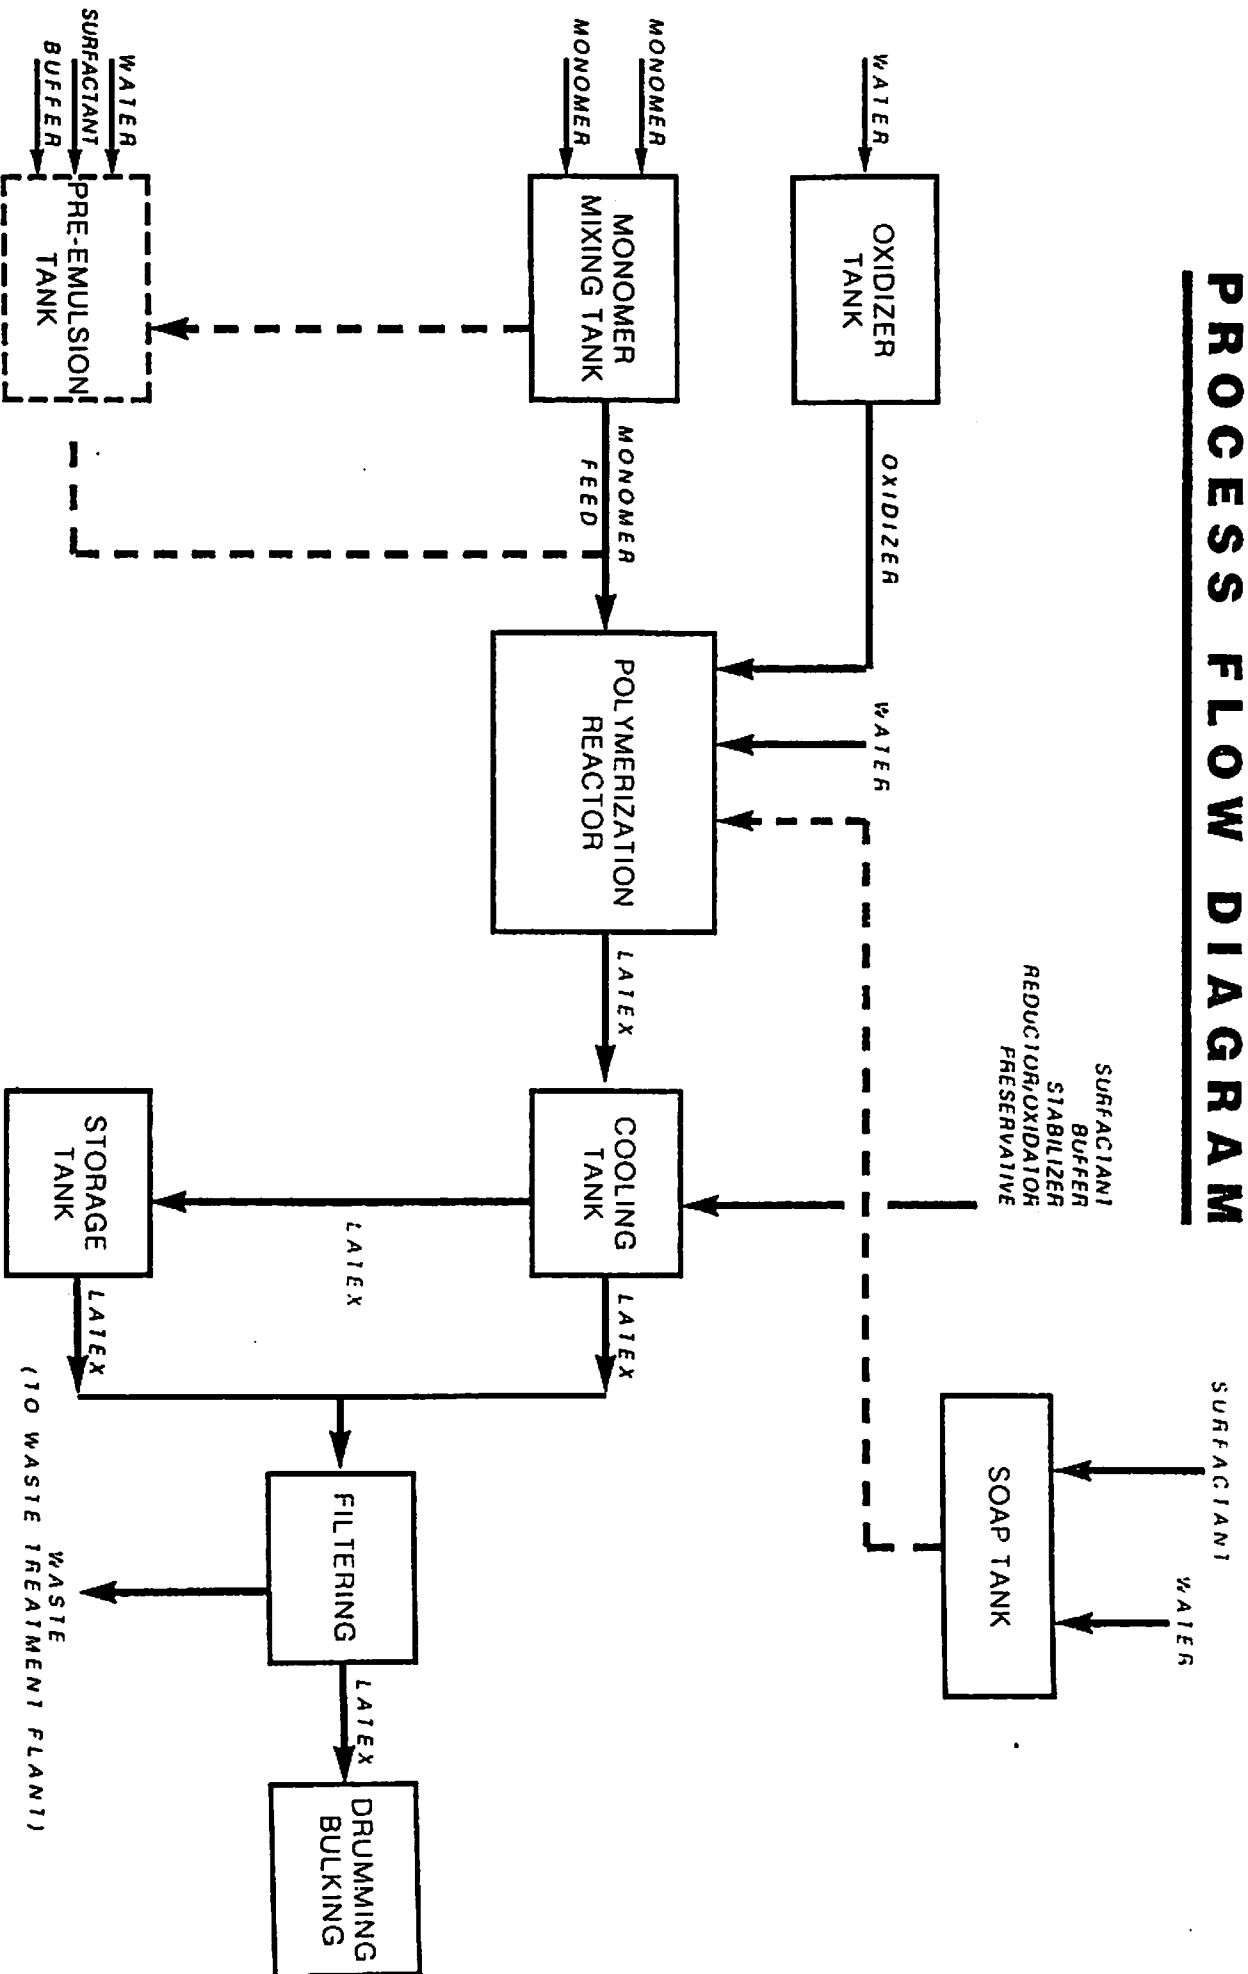 PROCESS FLOW DIAGRAM
SURFACTANT
WATER
SOAP TANK
SURFACTANT
BUFFER
STABILIZER
REDUCTOR,OXIDATOR
PRESERVATIVE
WATER
OXIDIZER
TANK
OXIDIZER
WATER
MONOMER
MONOMER
MONOMER
MIXING TANK
MONOMER
FEED
POLYMERIZATION
REACTOR
LATEX
COOLING
TANK
LATEX
LATEX
FILTERING
LATEX
DRUMMING
BULKING
WATER
SURFACTANT
BUFFER
PRE-EMULSION
TANK
STORAGE
TANK
LATEX
WASTE
(TO WASTE TREATMENT PLANT)